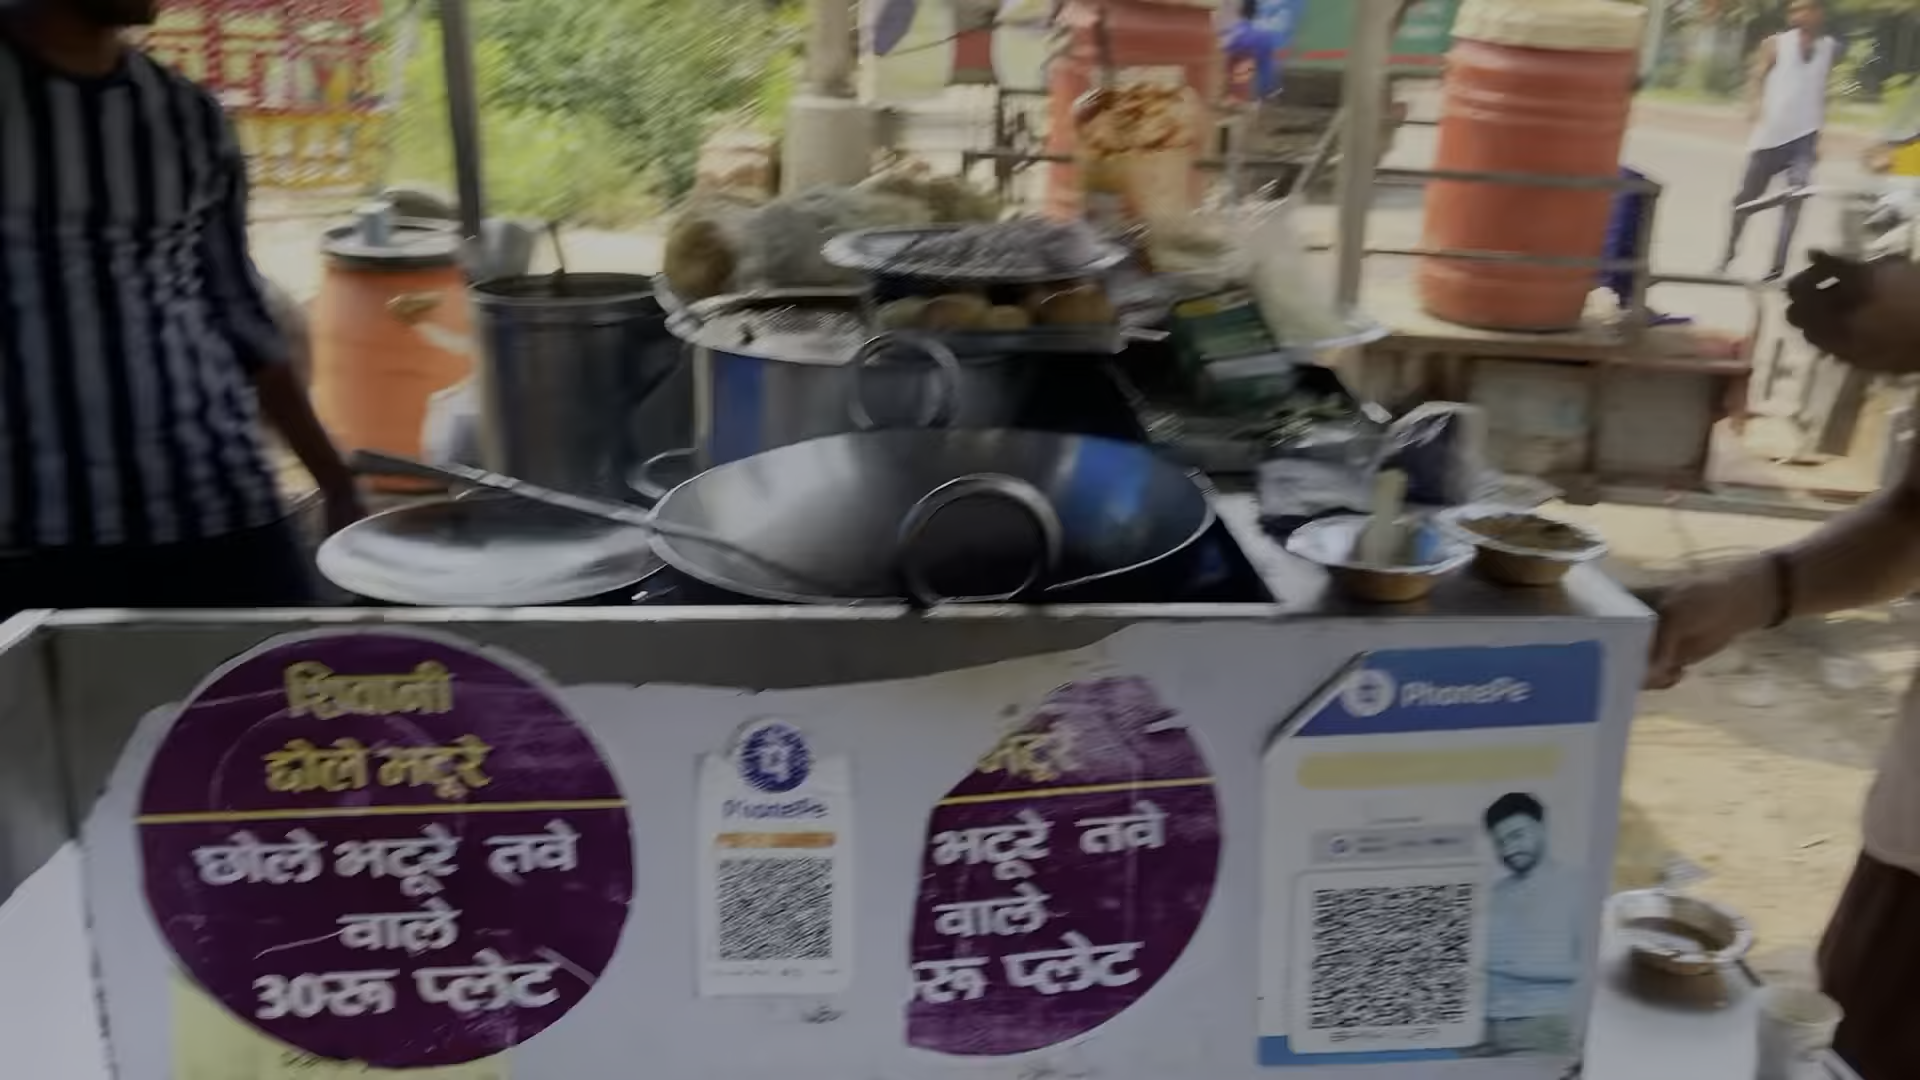 शिवानी
छोले भटूरे
छोले भटूरे तवे
वाले
30रू प्लेट
PhonePe
भटूरे
भटूरे तवे
वाले
रू प्लेट
PhonePe